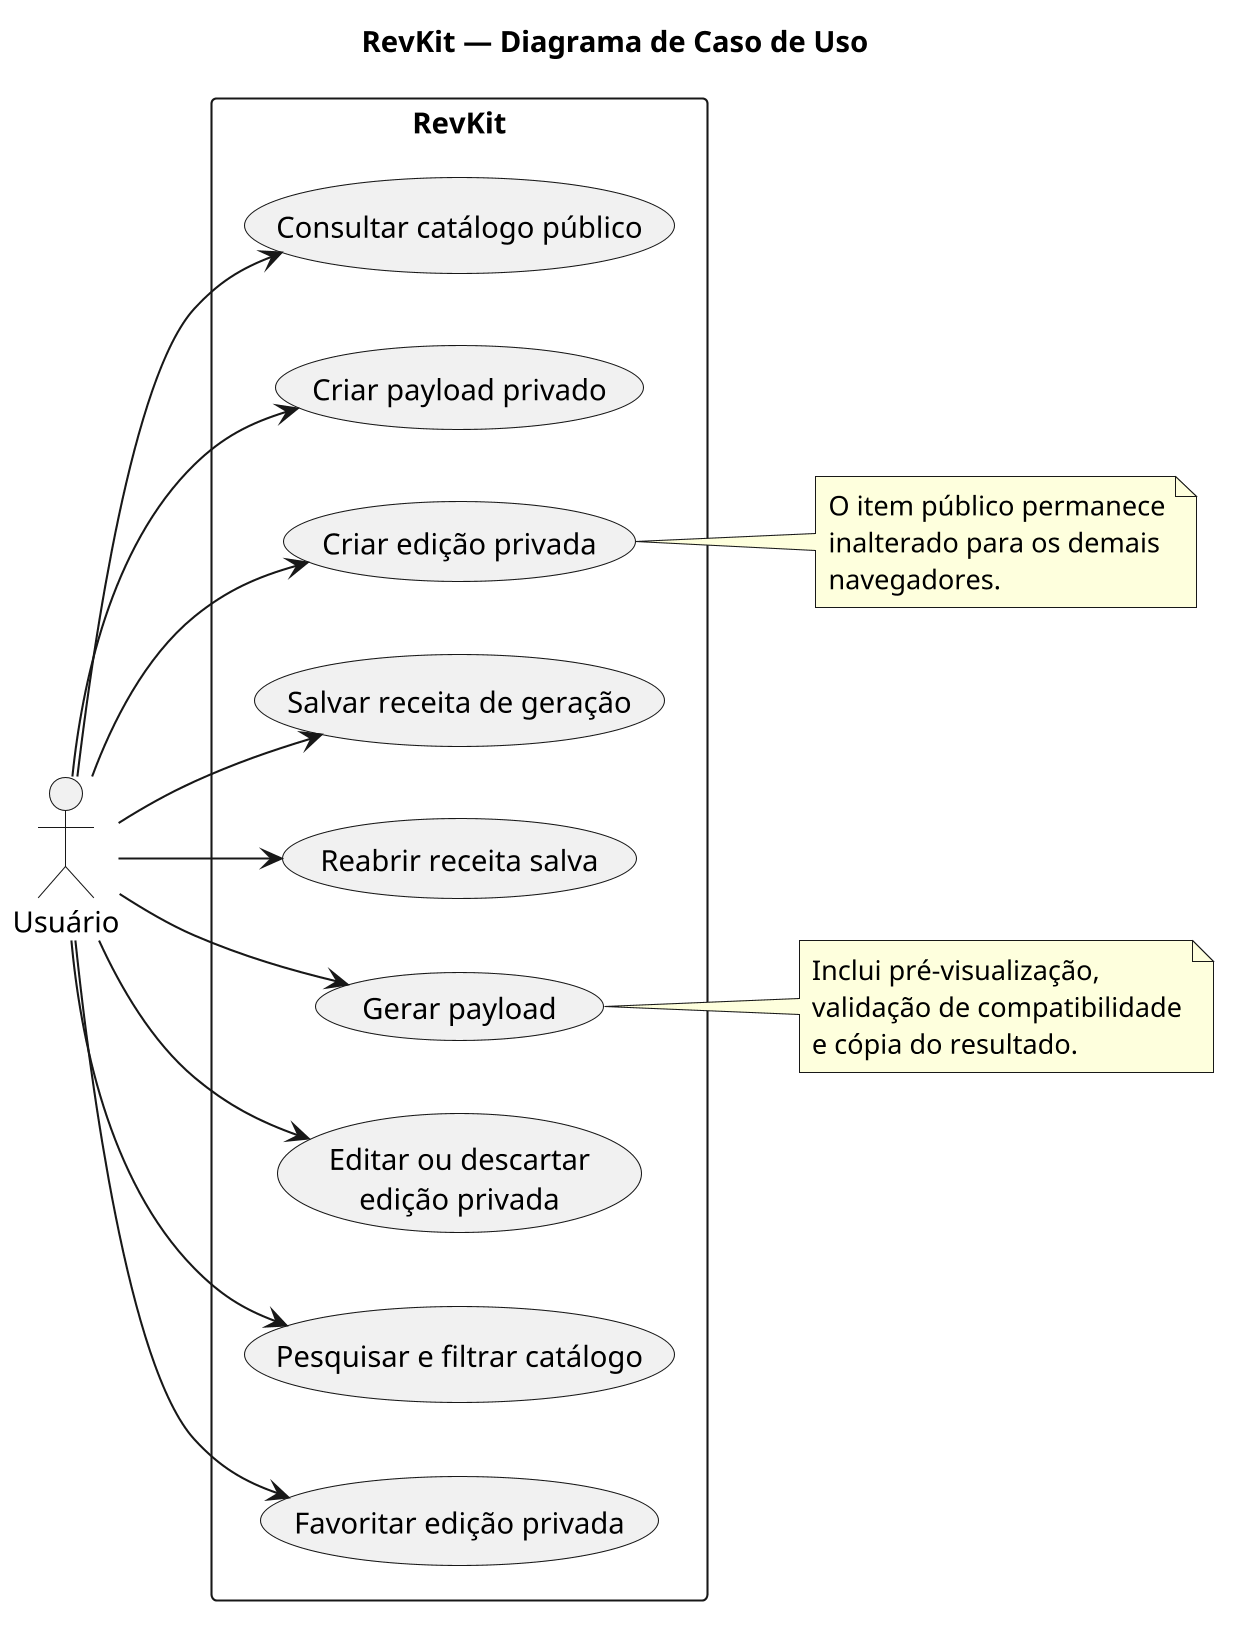 RevKit — Diagrama de Caso de Uso
RevKit
Consultar catálogo público
Criar payload privado
Criar edição privada
O item público permanece
inalterado para os demais
navegadores.
Salvar receita de geração
Reabrir receita salva
Usuário
Gerar payload
Inclui pré-visualização,
validação de compatibilidade
e cópia do resultado.
Editar ou descartar
edição privada
Pesquisar e filtrar catálogo
Favoritar edição privada